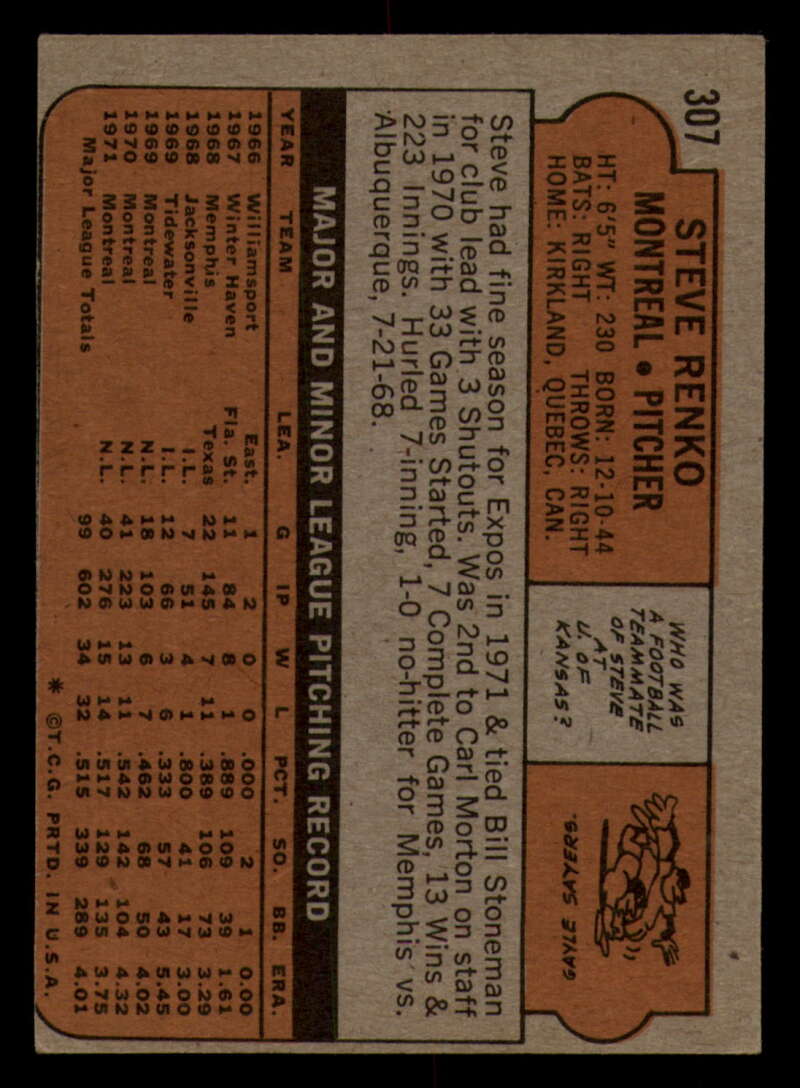 307
STEVE RENKO
MONTREAL • PITCHER
HT: 6'5" WT: 230 BORN: 12-10-44
BATS: RIGHT THROWS: RIGHT
HOME: KIRKLAND, QUEBEC, CAN.
WHO WAS
A FOOTBALL
TEAMMATE
OF STEVE
AT
U. OF
KANSAS?
GAYLE SAYERS.
Steve had fine season for Expos in 1971 & tied Bill Stoneman
for club lead with 3 Shutouts. Was 2nd to Carl Morton on staff
in 1970 with 33 Games Started, 7 Complete Games, 13 Wins &
223 Innings. Hurled 7-inning, 1-0 no-hitter for Memphis vs.
Albuquerque, 7-21-68.
MAJOR AND MINOR LEAGUE PITCHING RECORD
YEAR TEAM LEA. G IP W L PCT. SO. BB. ERA.
1966 Williamsport East. 1 2 0 0 .000 2 1 0.00
1967 Winter Haven Fla. St. 11 84 8 1 .889 109 39 1.61
1968 Memphis Texas 22 145 7 11 .389 106 73 3.29
1968 Jacksonville I.L. 7 51 4 1 .800 41 17 3.00
1969 Tidewater I.L. 12 66 3 6 .333 57 43 5.45
1969 Montreal N.L. 18 103 6 7 .462 68 50 4.02
1970 Montreal N.L. 41 223 13 11 .542 142 104 4.32
1971 Montreal N.L. 40 276 15 14 .517 129 135 3.75
Major League Totals 99 602 34 32 .515 339 289 4.01
* ©T.C.G. PRTD. IN U.S.A.